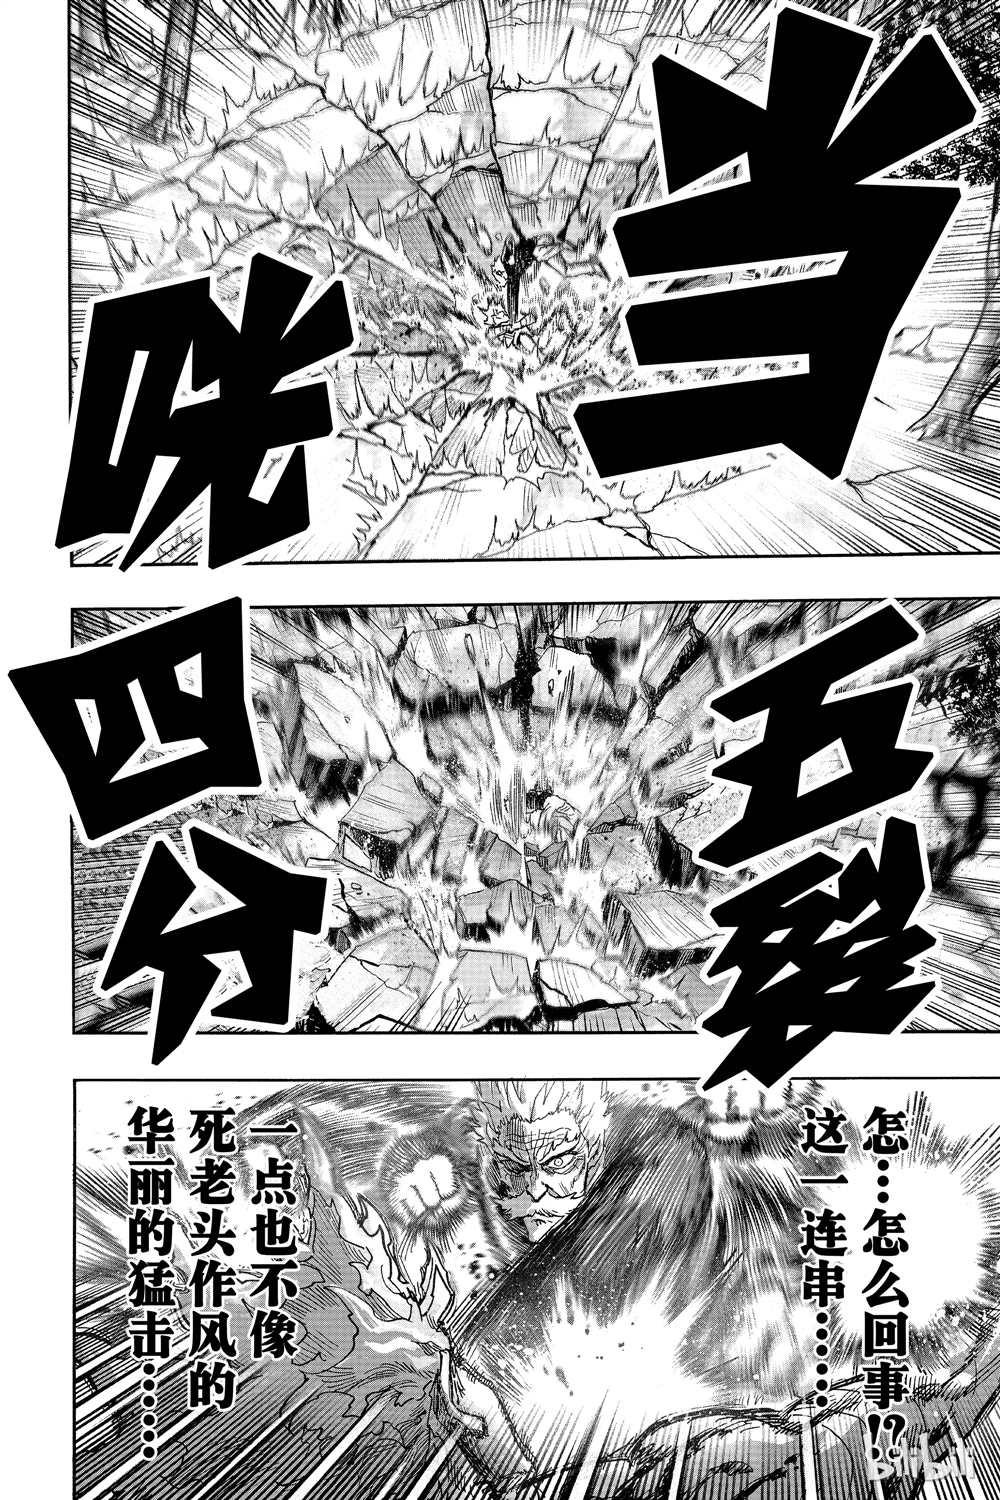 当
咣
五裂
四分
怎…怎么回事!?
这一连串……
一点也不像
死老头作风的
华丽的猛击……
bilibili